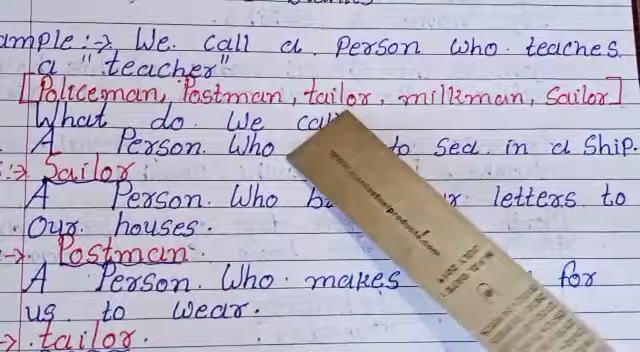 ample:-> We call a Person who teaches
a "teacher"
[Policeman, Postman, tailor, milkman, Sailor]
What do We
A Person Who to Sea in a Ship.
:-> Sailor.
A Person Who letters to
Our houses.
-> Postman.
A Person Who makes for
us to wear.
-> tailor.